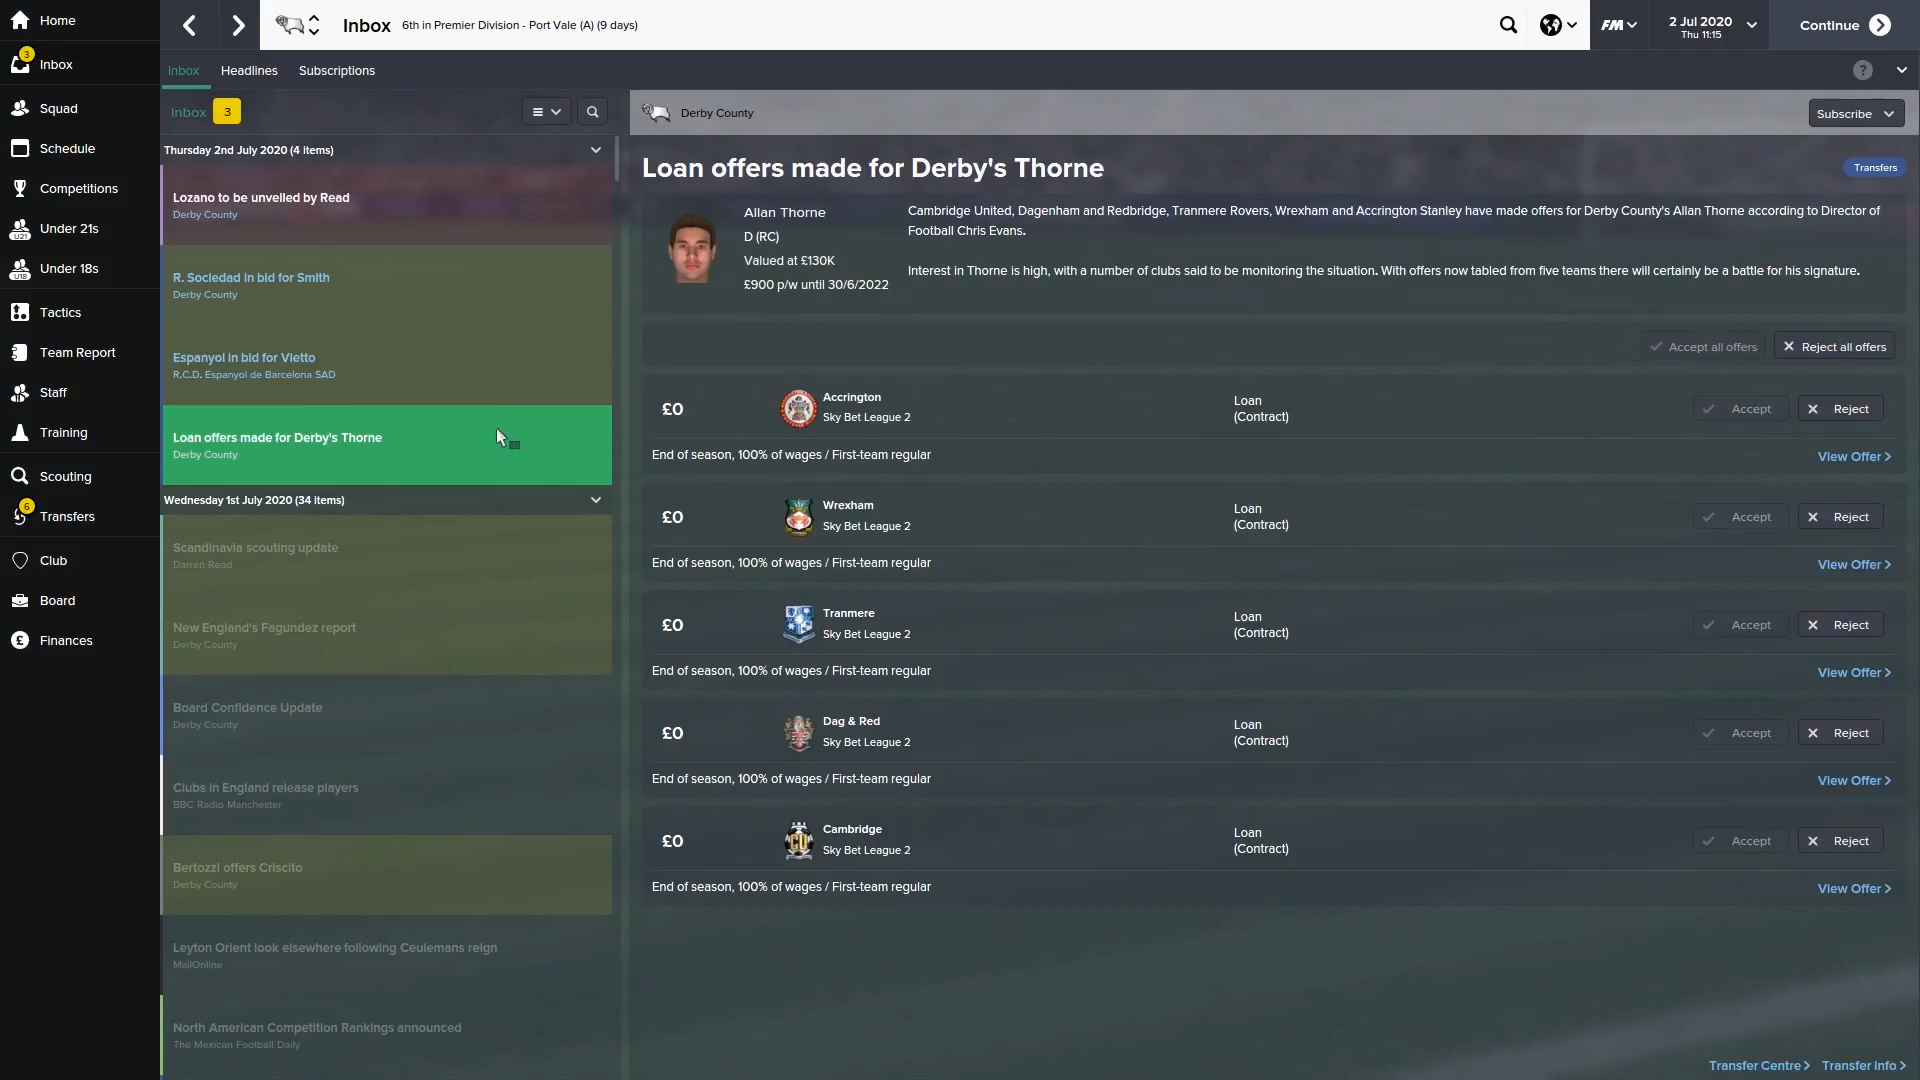 Home
3
Inbox
Squad
Schedule
Competitions
U21
Under 21s
U18
Under 18s
Tactics
Team Report
Staff
Training
Scouting
6
Transfers
Club
Board
£ Finances
Inbox 6th in Premier Division - Port Vale (A) (9 days)
FM
2 Jul 2020
Thu 11:15
Continue
Inbox Headlines Subscriptions
?
Inbox 3
Thursday 2nd July 2020 (4 items)
Lozano to be unveiled by Read
Derby County
R. Sociedad in bid for Smith
Derby County
Espanyol in bid for Vietto
R.C.D. Espanyol de Barcelona SAD
Loan offers made for Derby's Thorne
Derby County
Wednesday 1st July 2020 (34 items)
Scandinavia scouting update
Darren Read
New England's Fagundez report
Derby County
Board Confidence Update
Derby County
Clubs in England release players
BBC Radio Manchester
Bertozzi offers Criscito
Derby County
Leyton Orient look elsewhere following Ceulemans reign
MailOnline
North American Competition Rankings announced
The Mexican Football Daily
Derby County
Subscribe
Loan offers made for Derby's Thorne
Transfers
Allan Thorne
D (RC)
Valued at £130K
£900 p/w until 30/6/2022
Cambridge United, Dagenham and Redbridge, Tranmere Rovers, Wrexham and Accrington Stanley have made offers for Derby County's Allan Thorne according to Director of
Football Chris Evans.
Interest in Thorne is high, with a number of clubs said to be monitoring the situation. With offers now tabled from five teams there will certainly be a battle for his signature.
Accept all offers Reject all offers
£0
Accrington
Sky Bet League 2
Loan
(Contract)
Accept Reject
End of season, 100% of wages / First-team regular
View Offer >
£0
Wrexham
Sky Bet League 2
Loan
(Contract)
Accept Reject
End of season, 100% of wages / First-team regular
View Offer >
£0
Tranmere
Sky Bet League 2
Loan
(Contract)
Accept Reject
End of season, 100% of wages / First-team regular
View Offer >
£0
Dag & Red
Sky Bet League 2
Loan
(Contract)
Accept Reject
End of season, 100% of wages / First-team regular
View Offer >
£0
CU
Cambridge
Sky Bet League 2
Loan
(Contract)
Accept Reject
End of season, 100% of wages / First-team regular
View Offer >
Transfer Centre > Transfer Info >